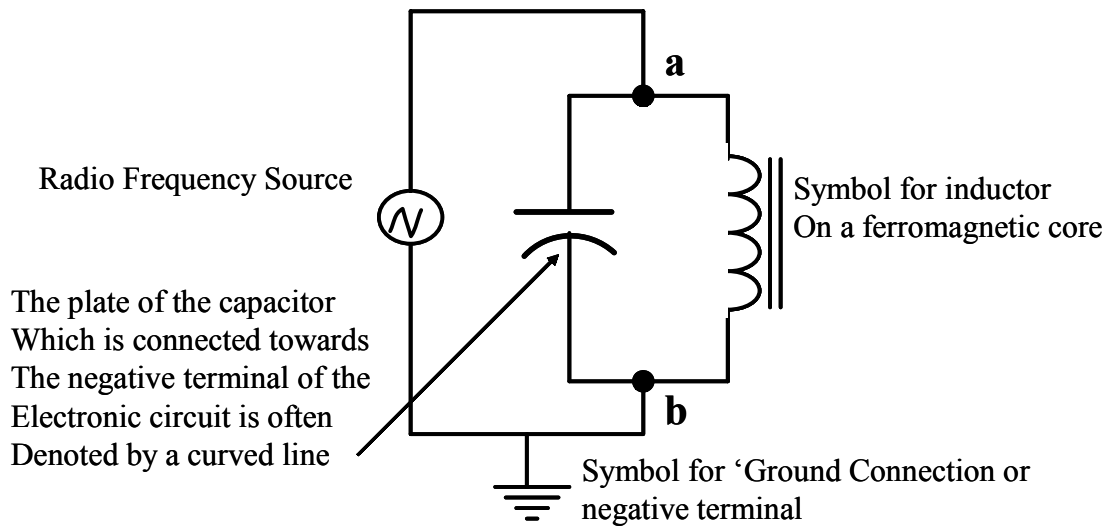 a
Radio Frequency Source
Symbol for inductor
On a ferromagnetic core
The plate of the capacitor
Which is connected towards
The negative terminal of the
Electronic circuit is often
Denoted by a curved line
b
Symbol for ‘Ground Connection or
negative terminal